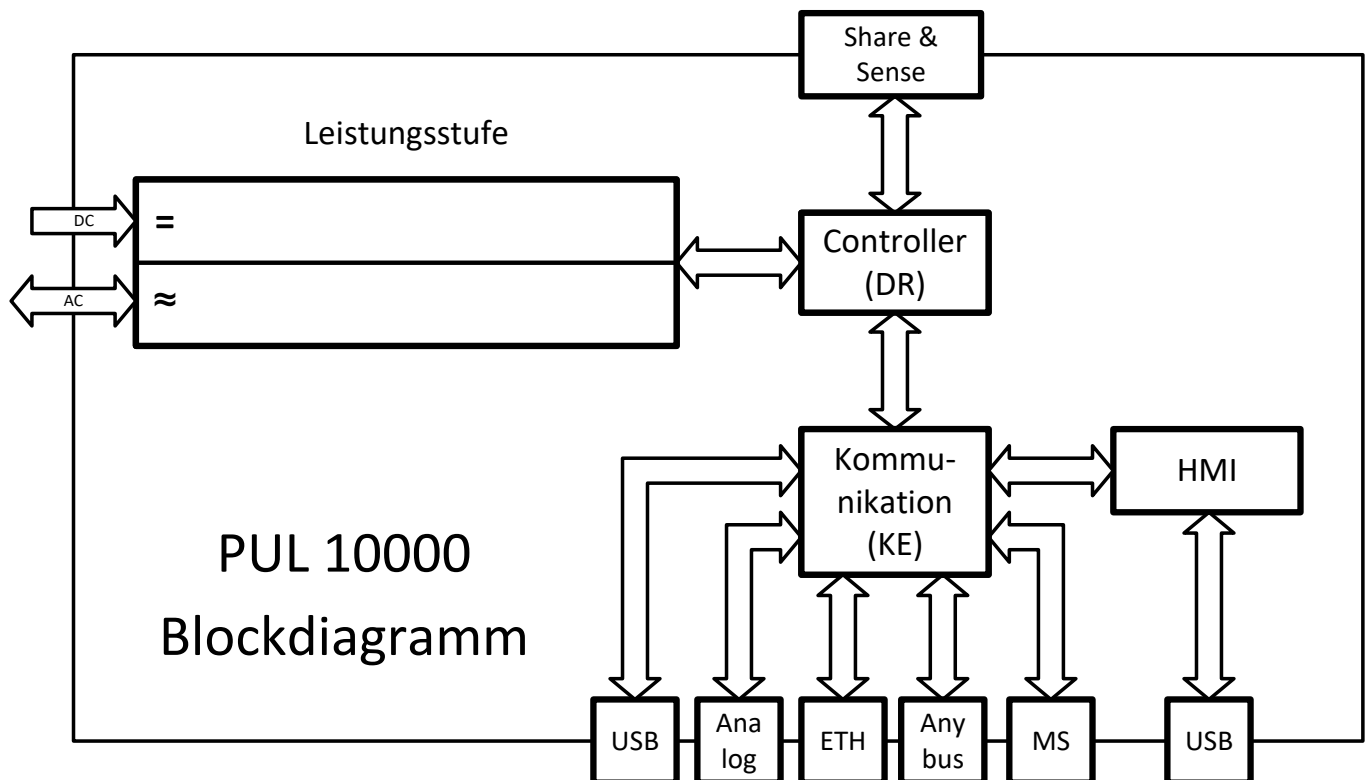 Share &
Sense
Leistungsstufe
DC
=
AC
≈
Controller
(DR)
Kommu-
nikation
(KE)
HMI
PUL 10000
Blockdiagramm
USB
Ana
log
ETH
Any
bus
MS
USB